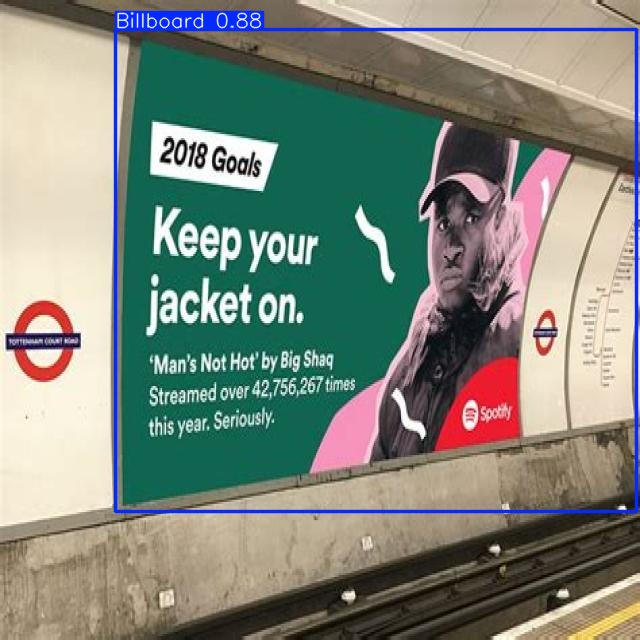 Billboard 0.88
2018 Goals
Keep your
jacket on.
'Man's Not Hot' by Big Shaq
Streamed over 42,756,267 times
this year. Seriously.
Spotify
TOTTENHAM COURT ROAD